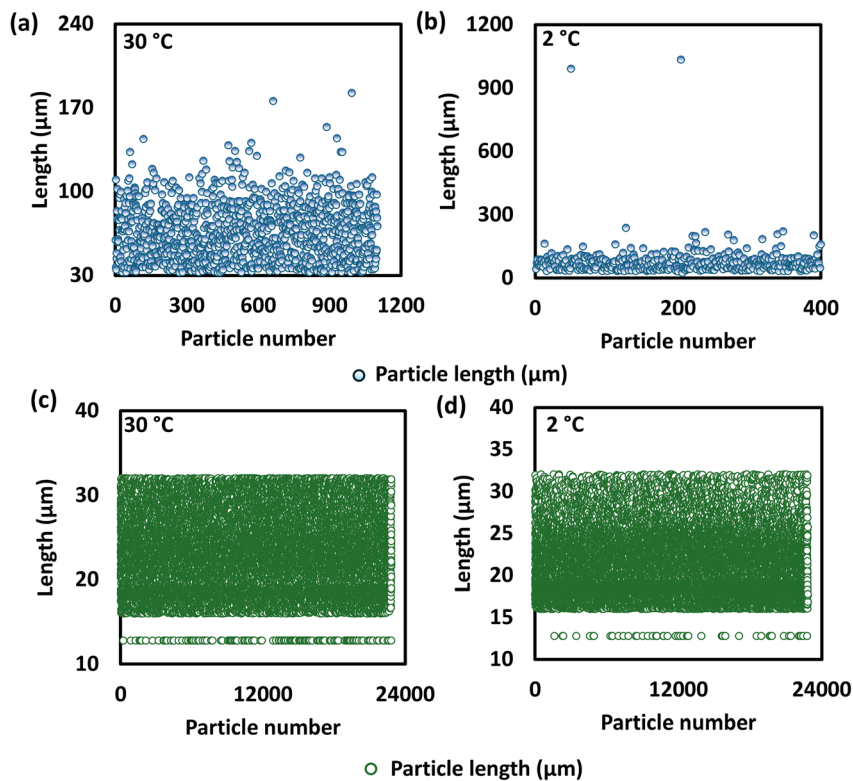 (a)
240
170
100
30
Length (µm)
30 °C
0 300 600 900 1200
Particle number
(b)
1200
900
600
300
0
Length (µm)
2 °C
0 200 400
Particle number
Particle length (µm)
(c)
40
30
20
10
Length (µm)
30 °C
0 12000 24000
Particle number
(d)
40
35
30
25
20
15
10
Length (µm)
2 °C
0 12000 24000
Particle number
Particle length (µm)